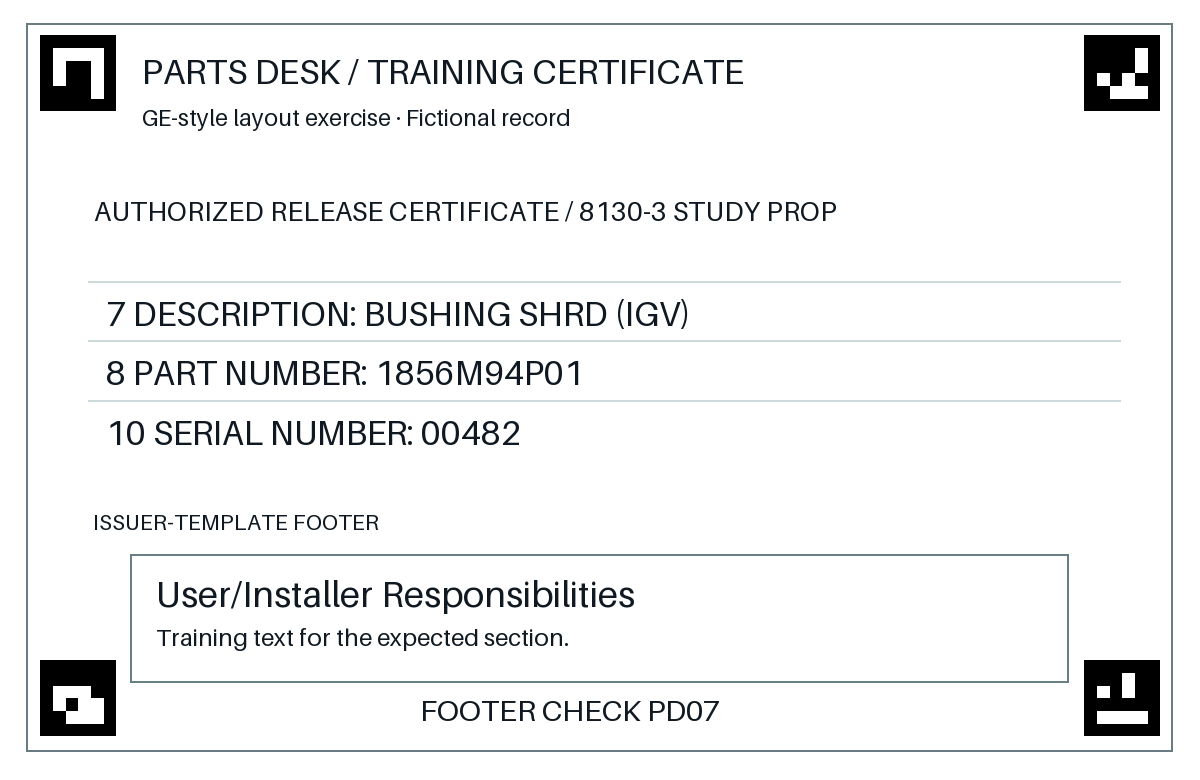 PARTS DESK / TRAINING CERTIFICATE
GE-style layout exercise · Fictional record
AUTHORIZED RELEASE CERTIFICATE / 8130-3 STUDY PROP
7 DESCRIPTION: BUSHING SHRD (IGV)
8 PART NUMBER: 1856M94P01
10 SERIAL NUMBER: 00482
ISSUER-TEMPLATE FOOTER
User/Installer Responsibilities
Training text for the expected section.
FOOTER CHECK PD07